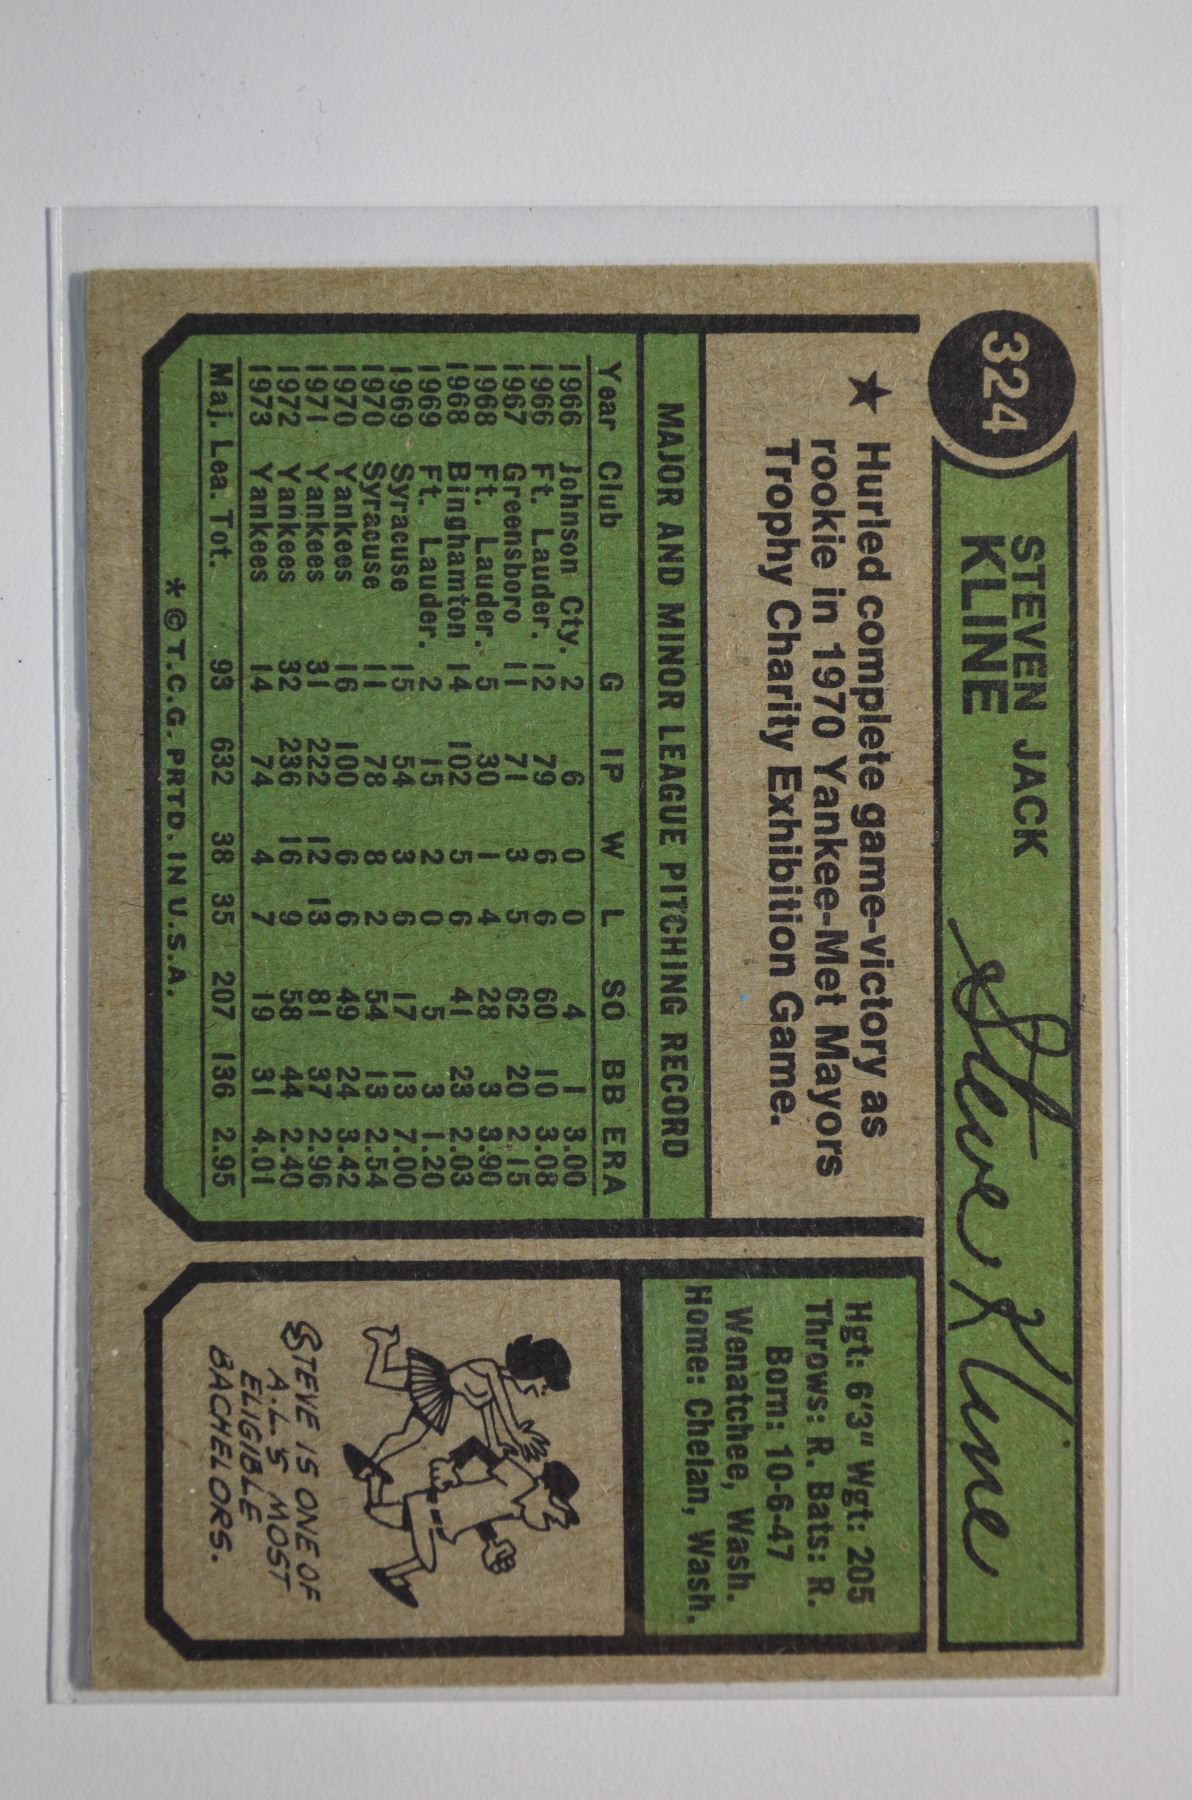 324
STEVEN JACK
KLINE
Steve Kline
★ Hurled complete game-victory as
rookie in 1970 Yankee-Met Mayors
Trophy Charity Exhibition Game.
MAJOR AND MINOR LEAGUE PITCHING RECORD
Year Club G IP W L SO BB ERA
1966 Johnson Cty. 2 6 0 0 4 1 3.00
1966 Ft. Lauder. 12 79 6 6 60 10 3.08
1967 Greensboro 11 71 3 5 62 20 2.15
1968 Ft. Lauder. 5 30 1 4 28 3 3.90
1968 Binghamton 14 102 5 6 41 23 2.03
1969 Ft. Lauder. 2 15 2 0 5 3 1.20
1969 Syracuse 15 54 3 6 17 13 7.00
1970 Syracuse 11 78 8 2 54 13 2.54
1970 Yankees 16 100 6 6 49 24 3.42
1971 Yankees 31 222 12 13 81 37 2.96
1972 Yankees 32 236 16 9 58 44 2.40
1973 Yankees 14 74 4 7 19 31 4.01
Maj. Lea. Tot. 93 632 38 35 207 136 2.95
* © T.C.G. PRTD. IN U.S.A.
Hgt: 6'3" Wgt: 205
Throws: R. Bats: R.
Born: 10-6-47
Wenatchee, Wash.
Home: Chelan, Wash.
STEVE IS ONE OF
A.L.'S MOST
ELIGIBLE
BACHELORS.